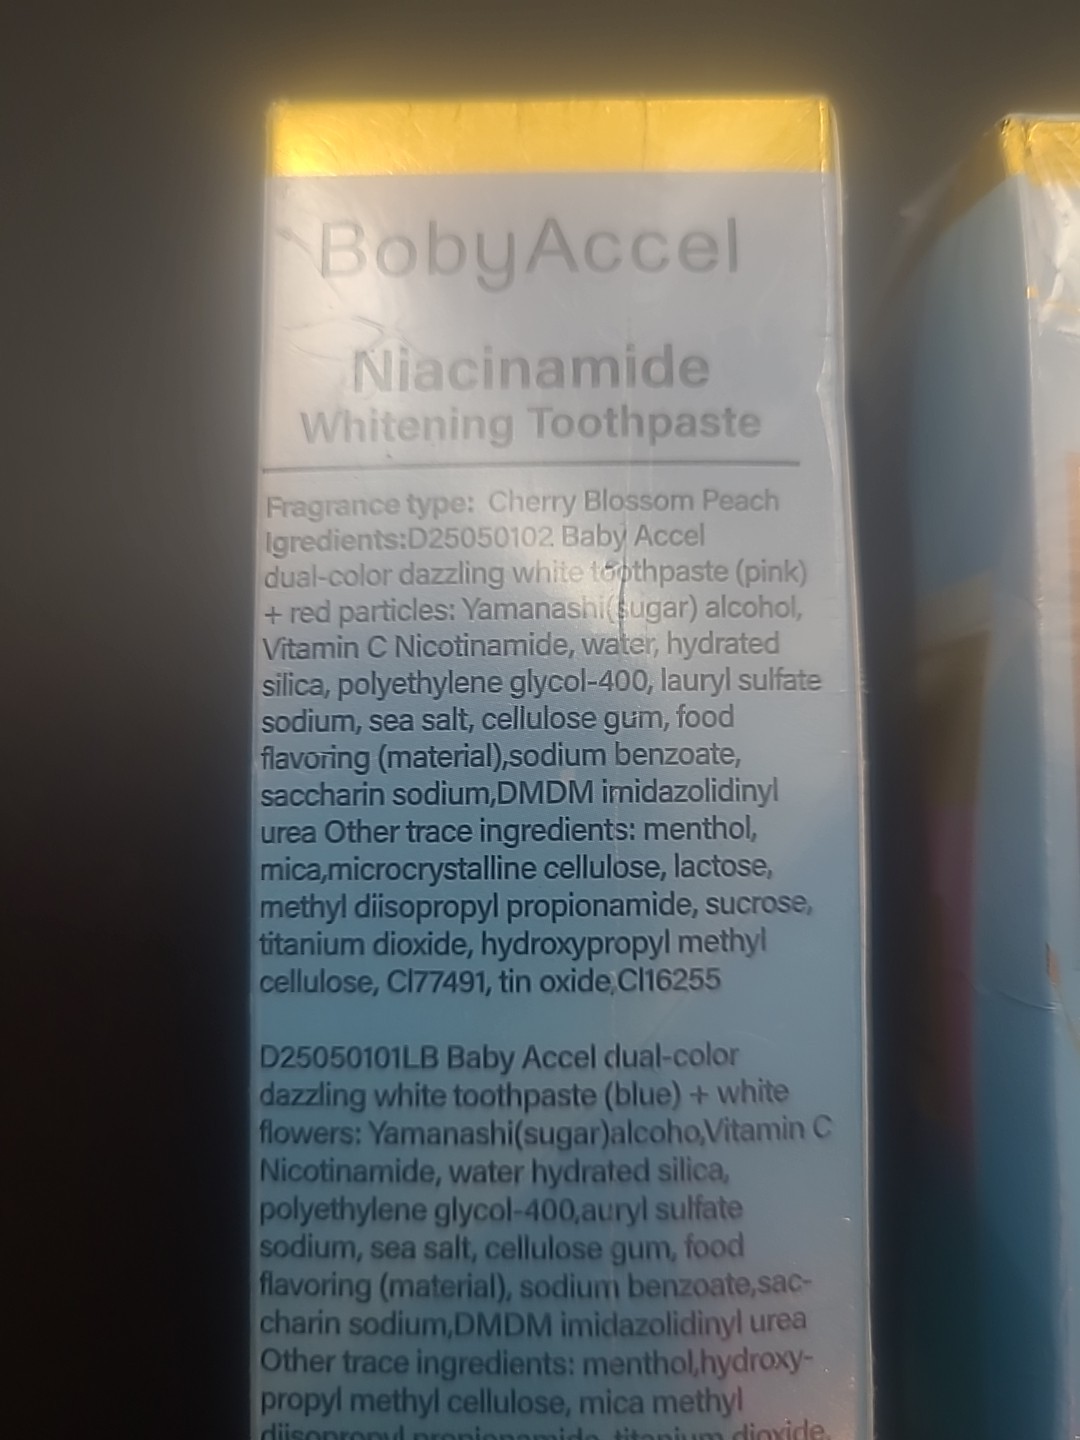 BobyAccel
Niacinamide
Whitening Toothpaste
Fragrance type: Cherry Blossom Peach
Igredients:D25050102 Baby Accel
dual-color dazzling white toothpaste (pink)
+ red particles: Yamanashi(sugar) alcohol,
Vitamin C Nicotinamide, water, hydrated
silica, polyethylene glycol-400, lauryl sulfate
sodium, sea salt, cellulose gum, food
flavoring (material),sodium benzoate,
saccharin sodium,DMDM imidazolidinyl
urea Other trace ingredients: menthol,
mica,microcrystalline cellulose, lactose,
methyl diisopropyl propionamide, sucrose,
titanium dioxide, hydroxypropyl methyl
cellulose, Cl77491, tin oxide,Cl16255
D25050101LB Baby Accel dual-color
dazzling white toothpaste (blue) + white
flowers: Yamanashi(sugar)alcoho,Vitamin C
Nicotinamide, water hydrated silica,
polyethylene glycol-400,auryl sulfate
sodium, sea salt, cellulose gum, food
flavoring (material), sodium benzoate,sac-
charin sodium,DMDM imidazolidinyl urea
Other trace ingredients: menthol,hydroxy-
propyl methyl cellulose, mica methyl
diisopropyl propionamide, titanium dioxide,